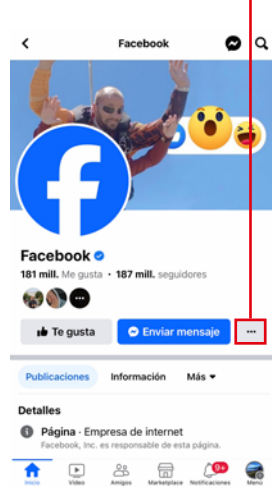 Facebook
Facebook
181 mill. Me gusta • 187 mill. seguidores
Te gusta
Enviar mensaje
...
Publicaciones
Información
Más
Detalles
Página · Empresa de internet
Facebook, Inc. es responsable de esta página.
9+
Inicio
Video
Amigos
Marketplace
Notificaciones
Menú